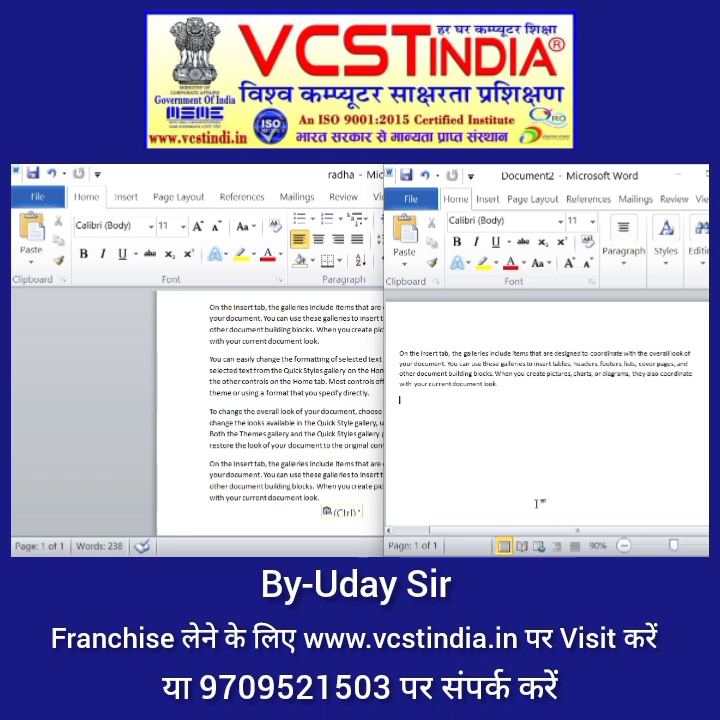 हर घर कम्प्यूटर शिक्षा
VCSTINDIA®
MINISTRY OF
CORPORATE AFFAIRS
Government Of India
विश्व कम्प्यूटर साक्षरता प्रशिक्षण
MSME
ISO
An ISO 9001:2015 Certified Institute
www.vcstindi.in
भारत सरकार से मान्यता प्राप्त संस्थान
radha - Mic
File Home Insert Page Layout References Mailings Review Vie
Calibri (Body) 11
Paste
Clipboard Font Paragraph
On the Insert tab, the galleries include items that are
your document. You can use these galleries to insert t
other document building blocks. When you create pic
with your current document look.
You can easily change the formatting of selected text
selected text from the Quick Styles gallery on the Hon
the other controls on the Home tab. Most controls off
theme or using a format that you specify directly.
To change the overall look of your document, choose
change the looks available in the Quick Style gallery, u
Both the Themes gallery and the Quick Styles gallery p
restore the look of your document to the original cont
On the Insert tab, the galleries include items that are
your document. You can use these galleries to insert t
other document building blocks. When you create pic
with your current document look.
(Ctrl)
Page: 1 of 1 Words: 238
Document2 - Microsoft Word
File Home Insert Page Layout References Mailings Review Vie
Calibri (Body) 11
Paste Paragraph Styles Editin
Clipboard Font
On the Insert tab, the galleries include items that are designed to coordinate with the overall look of
your document. You can use these galleries to insert tables, headers, footers, lists, cover pages, and
other document building blocks. When you create pictures, charts, or diagrams, they also coordinate
with your current document look.
Page: 1 of 1 90%
By-Uday Sir
Franchise लेने के लिए www.vcstindia.in पर Visit करें
या 9709521503 पर संपर्क करें